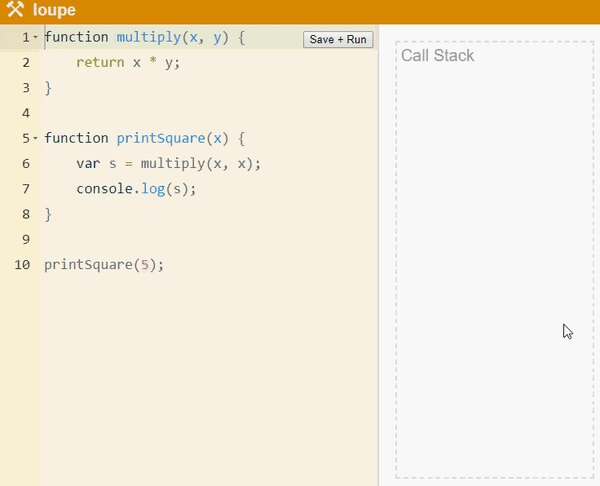 loupe
1 function multiply(x, y) {
Save + Run
2     return x * y;
3 }
4
5 function printSquare(x) {
6     var s = multiply(x, x);
7     console.log(s);
8 }
9
10 printSquare(5);
Call Stack